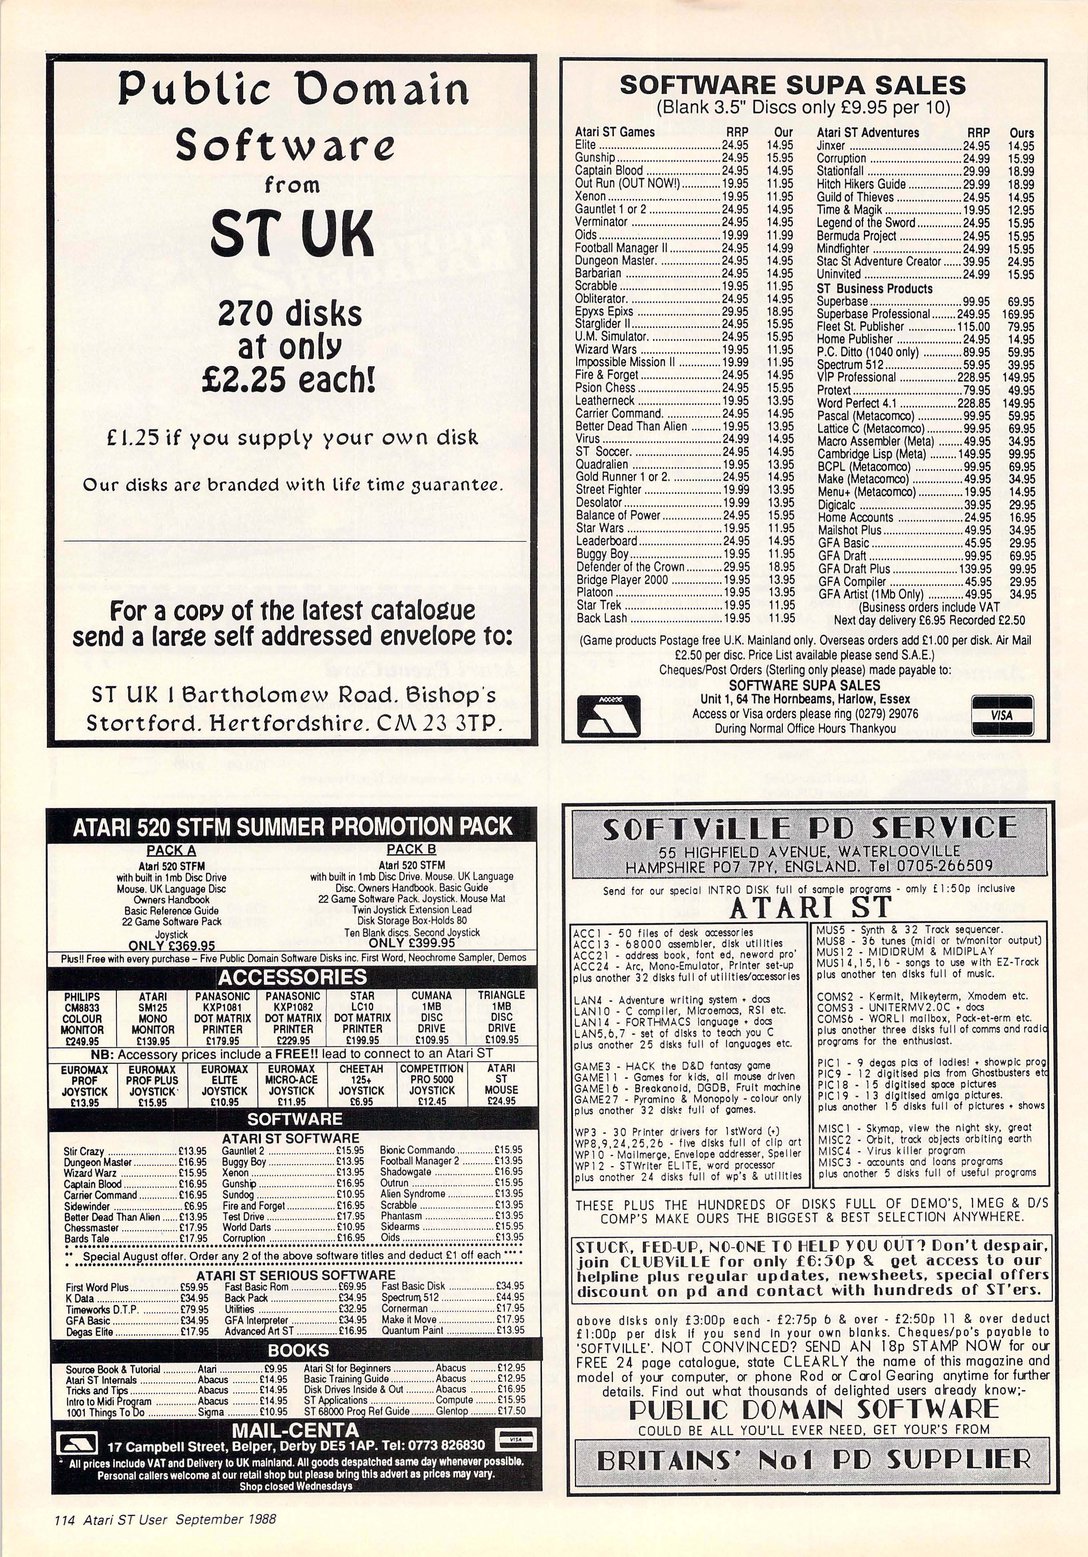 Public Domain
Software
from
ST UK
270 disks
at only
£2.25 each!
£1.25 if you supply your own disk
Our disks are branded with life time guarantee.
For a copy of the latest catalogue
send a large self addressed envelope to:
ST UK 1 Bartholomew Road. Bishop's
Stortford. Hertfordshire. CM 23 3TP.
SOFTWARE SUPA SALES
(Blank 3.5" Discs only £9.95 per 10)
Atari ST Games RRP Our
Elite 24.95 14.95
Gunship 24.95 15.95
Captain Blood 24.95 14.95
Out Run (OUT NOW!) 19.95 11.95
Xenon 19.95 11.95
Gauntlet 1 or 2 24.95 14.95
Verminator 24.95 14.95
Oids 19.99 11.99
Football Manager II 24.95 14.99
Dungeon Master. 24.95 14.95
Barbarian 24.95 14.95
Scrabble 19.95 11.95
Obliterator. 24.95 14.95
Epyxs Epixs 29.95 18.95
Starglider II 24.95 15.95
U.M. Simulator. 24.95 15.95
Wizard Wars 19.95 11.95
Impossible Mission II 19.99 11.95
Fire & Forget 24.95 14.95
Psion Chess 24.95 15.95
Leatherneck 19.95 13.95
Carrier Command. 24.95 14.95
Better Dead Than Alien 19.95 13.95
Virus 24.99 14.95
ST Soccer. 24.95 14.95
Quadralien 19.95 13.95
Gold Runner 1 or 2. 24.95 14.95
Street Fighter 19.99 13.95
Desolator 19.99 13.95
Balance of Power 24.95 15.95
Star Wars 19.95 11.95
Leaderboard 24.95 14.95
Buggy Boy 19.95 11.95
Defender of the Crown 29.95 18.95
Bridge Player 2000 19.95 13.95
Platoon 19.95 13.95
Star Trek 19.95 11.95
Back Lash 19.95 11.95
Atari ST Adventures RRP Ours
Jinxer 24.95 14.95
Corruption 24.99 15.99
Stationfall 29.99 18.99
Hitch Hikers Guide 29.99 18.99
Guild of Thieves 24.95 14.95
Time & Magik 19.95 12.95
Legend of the Sword 24.95 15.95
Bermuda Project 24.95 15.95
Mindfighter 24.99 15.95
Stac St Adventure Creator 39.95 24.95
Uninvited 24.99 15.95
ST Business Products
Superbase 99.95 69.95
Superbase Professional 249.95 169.95
Fleet St. Publisher 115.00 79.95
Home Publisher 24.95 14.95
P.C. Ditto (1040 only) 89.95 59.95
Spectrum 512 59.95 39.95
VIP Professional 228.95 149.95
Protext 79.95 49.95
Word Perfect 4.1 228.85 149.95
Pascal (Metacomco) 99.95 59.95
Lattice C (Metacomco) 99.95 69.95
Macro Assembler (Meta) 49.95 34.95
Cambridge Lisp (Meta) 149.95 99.95
BCPL (Metacomco) 99.95 69.95
Make (Metacomco) 49.95 34.95
Menu+ (Metacomco) 19.95 14.95
Digicalc 39.95 29.95
Home Accounts 24.95 16.95
Mailshot Plus 49.95 34.95
GFA Basic 45.95 29.95
GFA Draft 99.95 69.95
GFA Draft Plus 139.95 99.95
GFA Compiler 45.95 29.95
GFA Artist (1Mb Only) 49.95 34.95
(Business orders include VAT
Next day delivery £6.95 Recorded £2.50
(Game products Postage free U.K. Mainland only. Overseas orders add £1.00 per disk. Air Mail
£2.50 per disc. Price List available please send S.A.E.)
Cheques/Post Orders (Sterling only please) made payable to:
SOFTWARE SUPA SALES
Unit 1, 64 The Hornbeams, Harlow, Essex
Access or Visa orders please ring (0279) 29076
During Normal Office Hours Thankyou
Access
VISA
ATARI 520 STFM SUMMER PROMOTION PACK
PACK A
Atari 520 STFM
with built in 1mb Disc Drive
Mouse. UK Language Disc
Owners Handbook
Basic Reference Guide
22 Game Software Pack
Joystick
ONLY £369.95
PACK B
Atari 520 STFM
with built in 1mb Disc Drive. Mouse. UK Language
Disc. Owners Handbook. Basic Guide
22 Game Software Pack. Joystick. Mouse Mat
Twin Joystick Extension Lead
Disk Storage Box-Holds 80
Ten Blank discs. Second Joystick
ONLY £399.95
Plus!! Free with every purchase – Five Public Domain Software Disks inc. First Word, Neochrome Sampler, Demos
ACCESSORIES
PHILIPS ATARI PANASONIC PANASONIC STAR CUMANA TRIANGLE
CM8833 SM125 KXP1081 KXP1082 LC10 1MB 1MB
COLOUR MONO DOT MATRIX DOT MATRIX DOT MATRIX DISC DISC
MONITOR MONITOR PRINTER PRINTER PRINTER DRIVE DRIVE
£249.95 £139.95 £179.95 £229.95 £199.95 £109.95 £109.95
NB: Accessory prices include a FREE!! lead to connect to an Atari ST
EUROMAX EUROMAX EUROMAX EUROMAX CHEETAH COMPETITION ATARI
PROF PROF PLUS ELITE MICRO-ACE 125+ PRO 5000 ST
JOYSTICK JOYSTICK JOYSTICK JOYSTICK JOYSTICK JOYSTICK MOUSE
£13.95 £15.95 £10.95 £11.95 £6.95 £12.45 £24.95
SOFTWARE
ATARI ST SOFTWARE
Stir Crazy £13.95
Dungeon Master £16.95
Wizard Warz £15.95
Captain Blood £16.95
Carrier Command £16.95
Sidewinder £6.95
Better Dead Than Alien £13.95
Chessmaster £17.95
Bards Tale £17.95
Gauntlet 2 £15.95
Buggy Boy £13.95
Xenon £13.95
Gunship £16.95
Sundog £10.95
Fire and Forget £16.95
Test Drive £17.95
World Darts £10.95
Corruption £16.95
Bionic Commando £15.95
Football Manager 2 £13.95
Shadowgate £16.95
Outrun £15.95
Alien Syndrome £13.95
Scrabble £13.95
Phantasm £13.95
Sidearms £15.95
Oids £13.95
** Special August offer. Order any 2 of the above software titles and deduct £1 off each ***
ATARI ST SERIOUS SOFTWARE
First Word Plus £59.95
K Data £34.95
Timeworks D.T.P. £79.95
GFA Basic £34.95
Degas Elite £17.95
Fast Basic Rom £69.95
Back Pack £34.95
Utilities £32.95
GFA Interpreter £34.95
Advanced Art ST £16.95
Fast Basic Disk £34.95
Spectrum 512 £44.95
Cornerman £17.95
Make it Move £17.95
Quantum Paint £13.95
BOOKS
Source Book & Tutorial Atari £9.95
Atari ST Internals Abacus £14.95
Tricks and Tips Abacus £14.95
Intro to Midi Program Abacus £14.95
1001 Things To Do Sigma £10.95
Atari St for Beginners Abacus £12.95
Basic Training Guide Abacus £12.95
Disk Drives Inside & Out Abacus £16.95
ST Applications Compute £15.95
ST 68000 Prog Ref Guide Glentop £17.50
MAIL-CENTA
17 Campbell Street, Belper, Derby DE5 1AP. Tel: 0773 826830
VISA
* All prices include VAT and Delivery to UK mainland. All goods despatched same day whenever possible.
Personal callers welcome at our retail shop but please bring this advert as prices may vary.
Shop closed Wednesdays
SOFTViLLE PD SERVICE
55 HIGHFIELD AVENUE, WATERLOOVILLE
HAMPSHIRE PO7 7PY, ENGLAND. Tel 0705-266509
Send for our special INTRO DISK full of sample programs - omly £1:50p inclusive
ATARI ST
ACC1 - 50 files of desk accessories
ACC13 - 68000 assembler, disk utilities
ACC21 - address book, font ed, neword pro'
ACC24 - Arc, Mono-Emulator, Printer set-up
plus another 32 disks full of utilities/accessories
LAN4 - Adventure writing system + docs
LAN10 - C compiler, Microemacs, RSI etc.
LAN14 - FORTHMACS language + docs
LAN5,6,7 - set of disks to teach you C
plus another 25 disks full of languages etc.
GAME3 - HACK the D&D fantasy game
GAME11 - Games for kids, all mouse driven
GAME16 - Breakanoid, DGDB, Fruit machine
GAME27 - Pyramino & Monopoly - colour only
plus another 32 disks full of games.
WP3 - 30 Printer drivers for 1stWord (+)
WP8,9,24,25,26 - five disks full of clip art
WP10 - Mailmerge, Envelope addresser, Speller
WP12 - STWriter ELITE, word processor
plus another 24 disks full of wp's & utilities
MUS5 - Synth & 32 Track sequencer.
MUS8 - 36 tunes (midi or tv/monitor output)
MUS12 - MIDIDRUM & MIDIPLAY
MUS14,15,16 - songs to use with EZ-Track
plus another ten disks full of music.
COMS2 - Kermit, Mikeyterm, Xmodem etc.
COMS3 - UNITERMV2.0C + docs
COMS6 - WORLI mailbox, Pack-et-erm etc.
plus another three disks full of comms and radio
programs for the enthusiast.
PIC1 - 9 degas pics of ladies! + showpic prog
PIC9 - 12 digitised pics from Ghostbusters etc
PIC18 - 15 digitised space pictures
PIC19 - 13 digitised amiga pictures.
plus another 15 disks full of pictures + shows
MISC1 - Skymap, view the night sky, great
MISC2 - Orbit, track objects orbiting earth
MISC4 - Virus killer program
MISC3 - accounts and loans programs
plus another 5 disks full of useful programs
THESE PLUS THE HUNDREDS OF DISKS FULL OF DEMO'S, 1MEG & D/S
COMP'S MAKE OURS THE BIGGEST & BEST SELECTION ANYWHERE.
STUCK, FED-UP, NO-ONE TO HELP YOU OUT? Don't despair,
join CLUBViLLE for only £6:50p & get access to our
helpline plus regular updates, newsheets, special offers
discount on pd and contact with hundreds of ST'ers.
above disks only £3:00p each - £2:75p 6 & over - £2:50p 11 & over deduct
£1:00p per disk if you send in your own blanks. Cheques/po's payable to
'SOFTVILLE'. NOT CONVINCED? SEND AN 18p STAMP NOW for our
FREE 24 page catalogue, state CLEARLY the name of this magazine and
model of your computer, or phone Rod or Carol Gearing anytime for further
details. Find out what thousands of delighted users already know;-
PUBLIC DOMAIN SOFTWARE
COULD BE ALL YOU'LL EVER NEED, GET YOUR'S FROM
BRITAINS' No1 PD SUPPLIER
114 Atari ST User September 1988